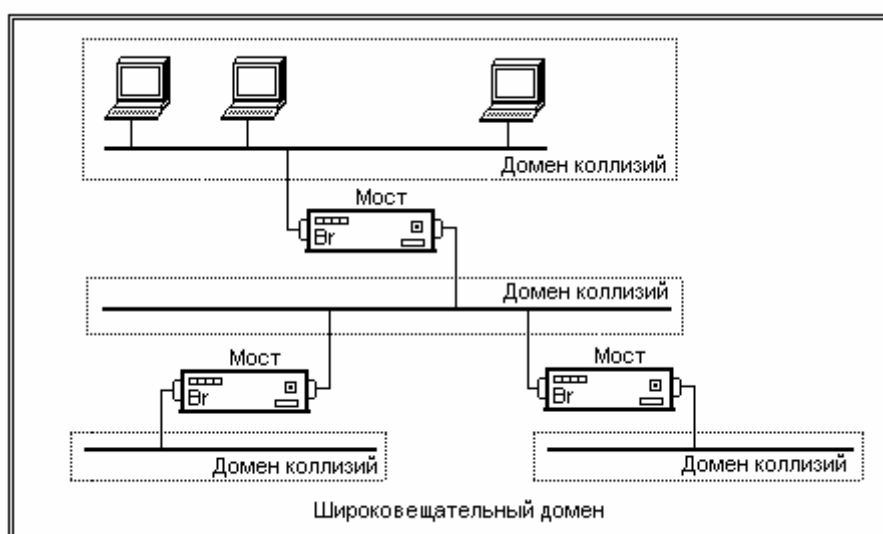 Домен коллизий
Мост
Br
Домен коллизий
Мост
Мост
Br
Br
Домен коллизий
Домен коллизий
Широковещательный домен